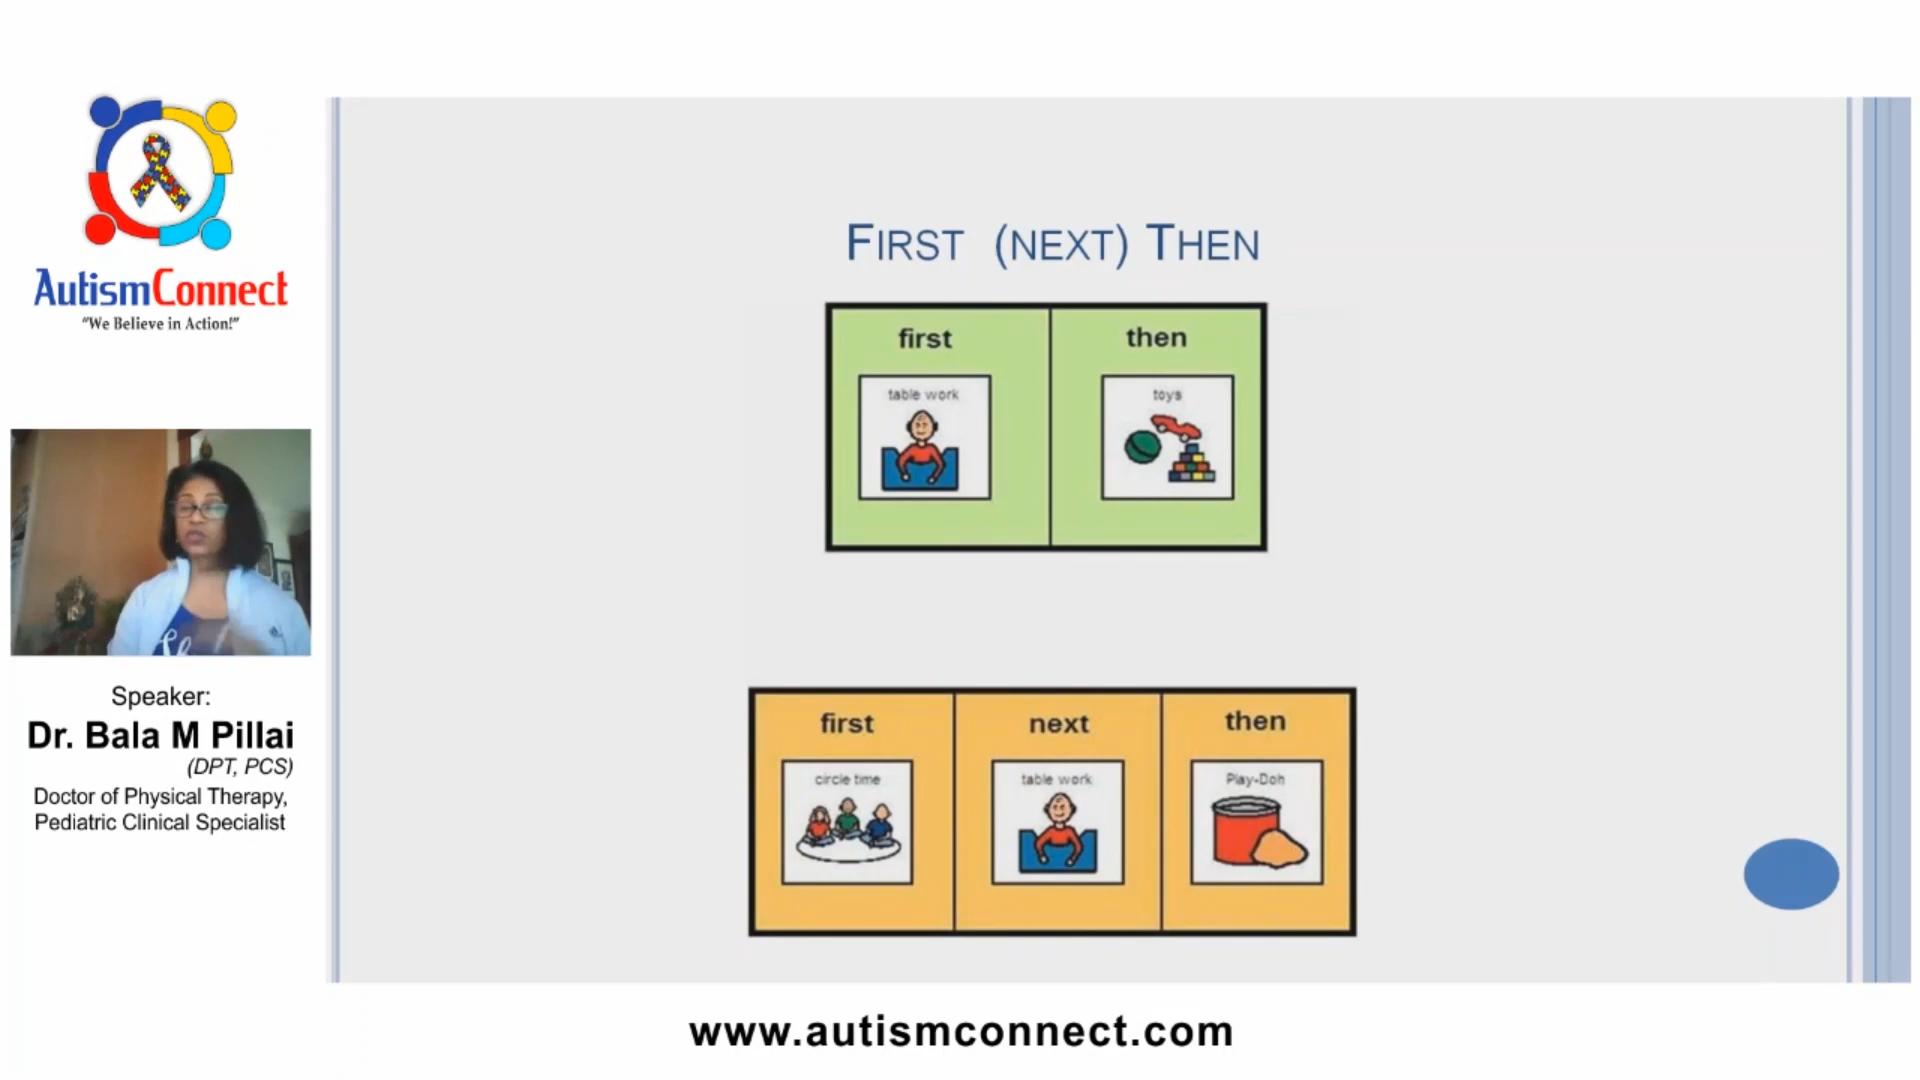 AutismConnect
"We Believe in Action!"
Speaker:
Dr. Bala M Pillai
(DPT, PCS)
Doctor of Physical Therapy,
Pediatric Clinical Specialist
FIRST (NEXT) THEN
first then
table work toys
first next then
circle time table work Play-Doh
www.autismconnect.com